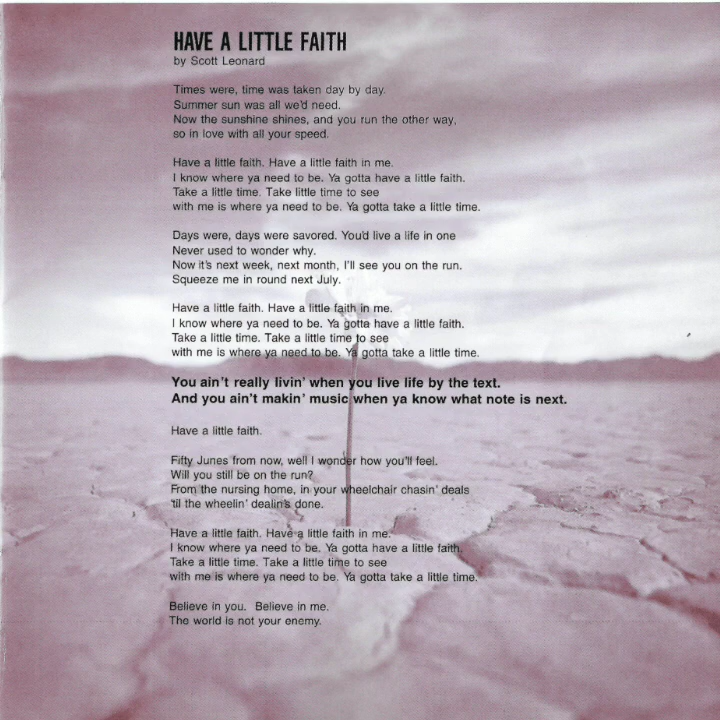 HAVE A LITTLE FAITH
by Scott Leonard
Times were, time was taken day by day.
Summer sun was all we'd need.
Now the sunshine shines, and you run the other way,
so in love with all your speed.
Have a little faith. Have a little faith in me.
I know where ya need to be. Ya gotta have a little faith.
Take a little time. Take little time to see
with me is where ya need to be. Ya gotta take a little time.
Days were, days were savored. You'd live a life in one
Never used to wonder why.
Now it's next week, next month, I'll see you on the run.
Squeeze me in round next July.
Have a little faith. Have a little faith in me.
I know where ya need to be. Ya gotta have a little faith.
Take a little time. Take a little time to see
with me is where ya need to be. Ya gotta take a little time.
You ain't really livin' when you live life by the text.
And you ain't makin' music when ya know what note is next.
Have a little faith.
Fifty Junes from now, well I wonder how you'll feel.
Will you still be on the run?
From the nursing home, in your wheelchair chasin' deals
'til the wheelin' dealin's done.
Have a little faith. Have a little faith in me.
I know where ya need to be. Ya gotta have a little faith.
Take a little time. Take a little time to see
with me is where ya need to be. Ya gotta take a little time.
Believe in you. Believe in me.
The world is not your enemy.